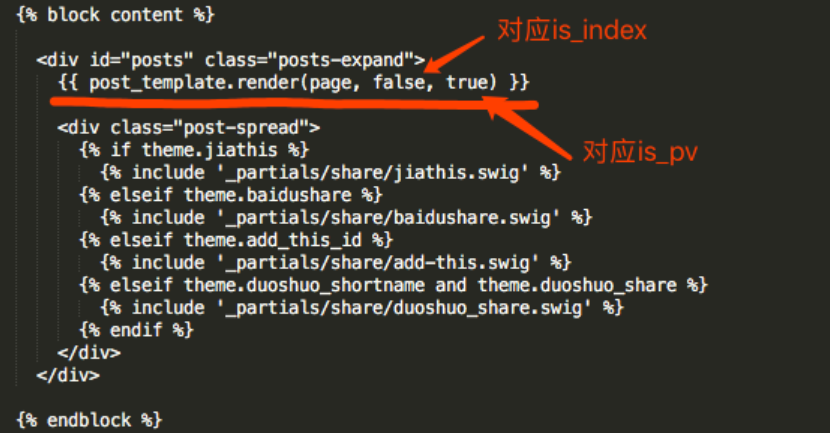 {% block content %}
对应is_index
<div id="posts" class="posts-expand">
{{ post_template.render(page, false, true) }}
<div class="post-spread">
对应is_pv
{% if theme.jiathis %}
{% include '_partials/share/jiathis.swig' %}
{% elseif theme.baidushare %}
{% include '_partials/share/baidushare.swig' %}
{% elseif theme.add_this_id %}
{% include '_partials/share/add-this.swig' %}
{% elseif theme.duoshuo_shortname and theme.duoshuo_share %}
{% include '_partials/share/duoshuo_share.swig' %}
{% endif %}
</div>
</div>
{% endblock %}